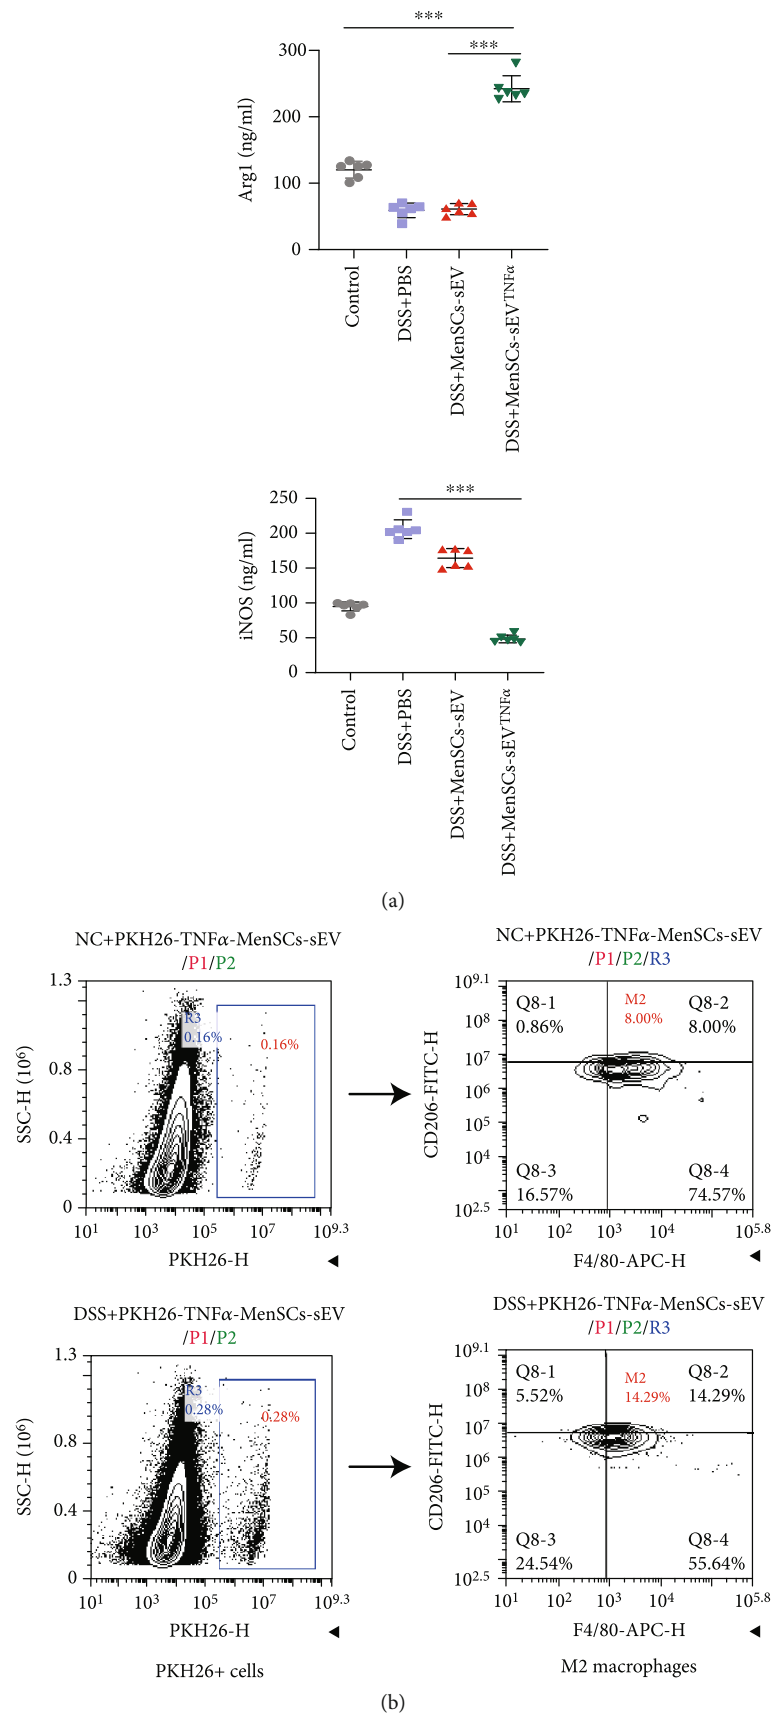 ***
***
300
200
100
0
Arg1 (ng/ml)
Control
DSS+PBS
DSS+MenSCs-sEV
DSS+MenSCs-sEVTNFα
***
250
200
150
100
50
0
iNOS (ng/ml)
Control
DSS+PBS
DSS+MenSCs-sEV
DSS+MenSCs-sEVTNFα
(a)
NC+PKH26-TNFα-MenSCs-sEV
/P1/P2
1.3
0.8
0.4
0
SSC-H (10⁶)
R3
0.16%
0.16%
10¹ 10³ 10⁵ 10⁷ 10⁹·³
PKH26-H
NC+PKH26-TNFα-MenSCs-sEV
/P1/P2/R3
10⁹·¹
10⁸
10⁷
10⁶
10⁵
10⁴
10²·⁵
CD206-FITC-H
Q8-1
0.86%
M2
8.00%
Q8-2
8.00%
Q8-3
16.57%
Q8-4
74.57%
10¹ 10² 10³ 10⁴ 10⁵·⁸
F4/80-APC-H
DSS+PKH26-TNFα-MenSCs-sEV
/P1/P2
1.3
0.8
0.4
0
SSC-H (10⁶)
R3
0.28%
0.28%
10¹ 10³ 10⁵ 10⁷ 10⁹·³
PKH26-H
PKH26+ cells
DSS+PKH26-TNFα-MenSCs-sEV
/P1/P2/R3
10⁹·¹
10⁸
10⁷
10⁶
10⁵
10⁴
10²·⁵
CD206-FITC-H
Q8-1
5.52%
M2
14.29%
Q8-2
14.29%
Q8-3
24.54%
Q8-4
55.64%
10¹ 10² 10³ 10⁴ 10⁵·⁸
F4/80-APC-H
M2 macrophages
(b)